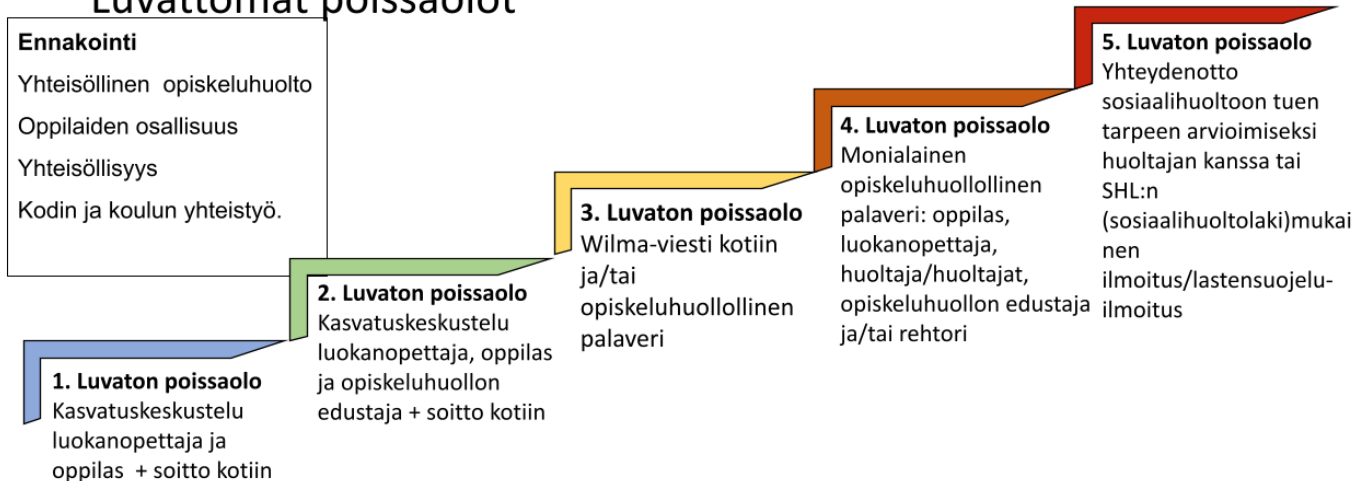 Luvattomat poissaolot
Ennakointi
Yhteisöllinen opiskeluhuolto
Oppilaiden osallisuus
Yhteisöllisyys
Kodin ja koulun yhteistyö.
1. Luvaton poissaolo
Kasvatuskeskustelu
luokanopettaja ja
oppilas + soitto kotiin
2. Luvaton poissaolo
Kasvatuskeskustelu
luokanopettaja, oppilas
ja opiskeluhuollon
edustaja + soitto kotiin
3. Luvaton poissaolo
Wilma-viesti kotiin
ja/tai
opiskeluhuollollinen
palaveri
4. Luvaton poissaolo
Monialainen
opiskeluhuollollinen
palaveri: oppilas,
luokanopettaja,
huoltaja/huoltajat,
opiskeluhuollon edustaja
ja/tai rehtori
5. Luvaton poissaolo
Yhteydenotto
sosiaalihuoltoon tuen
tarpeen arvioimiseksi
huoltajan kanssa tai
SHL:n
(sosiaalihuoltolaki)mukai
nen
ilmoitus/lastensuojelu-
ilmoitus